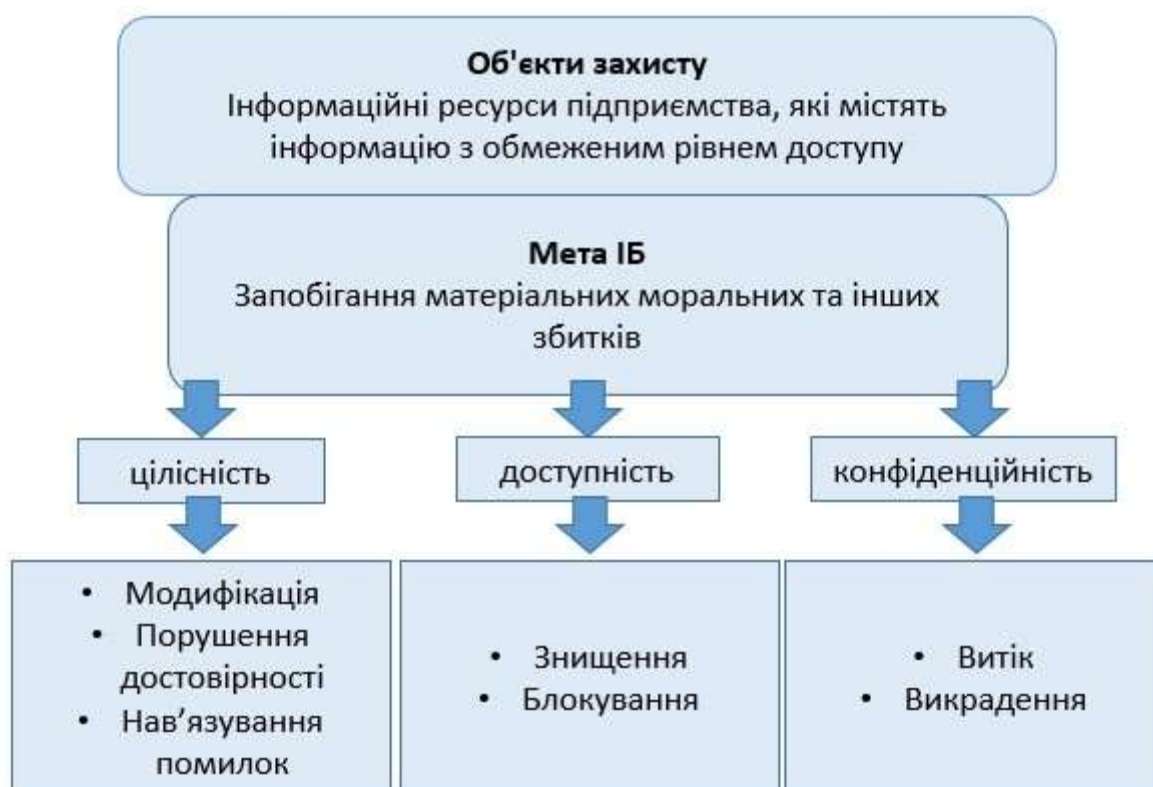 Об'єкти захисту
Інформаційні ресурси підприємства, які містять
інформацію з обмеженим рівнем доступу
Мета ІБ
Запобігання матеріальних моральних та інших
збитків
цілісність
доступність
конфіденційність
• Модифікація
• Порушення
достовірності
• Нав’язування
помилок
• Знищення
• Блокування
• Витік
• Викрадення